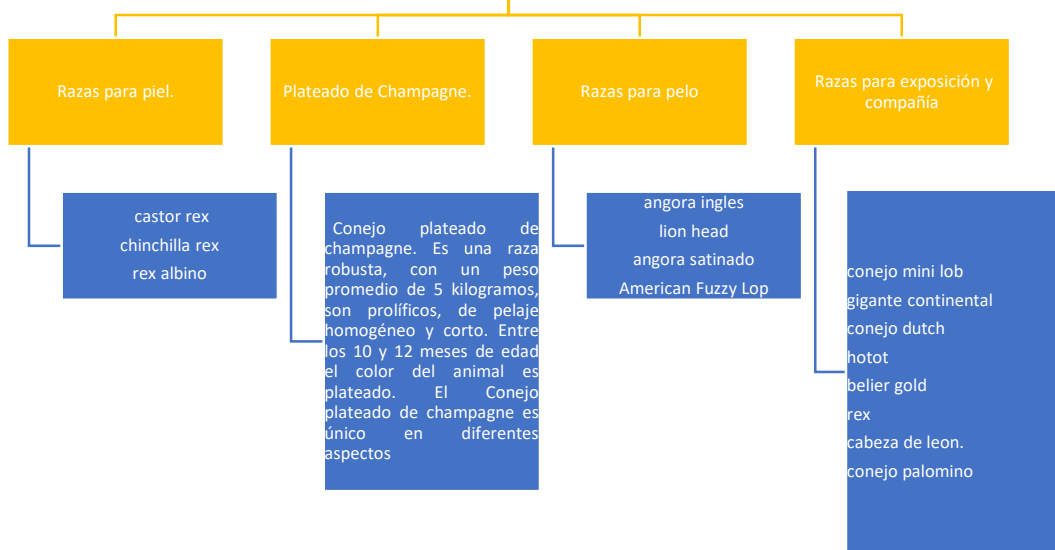 Razas para piel.
castor rex
chinchilla rex
rex albino
Plateado de Champagne.
Conejo plateado de
champagne. Es una raza
robusta, con un peso
promedio de 5 kilogramos,
son prolíficos, de pelaje
homogéneo y corto. Entre
los 10 y 12 meses de edad
el color del animal es
plateado. El Conejo
plateado de champagne es
único en diferentes
aspectos
Razas para pelo
angora ingles
lion head
angora satinado
American Fuzzy Lop
Razas para exposición y
compañía
conejo mini lob
gigante continental
conejo dutch
hotot
belier gold
rex
cabeza de leon.
conejo palomino